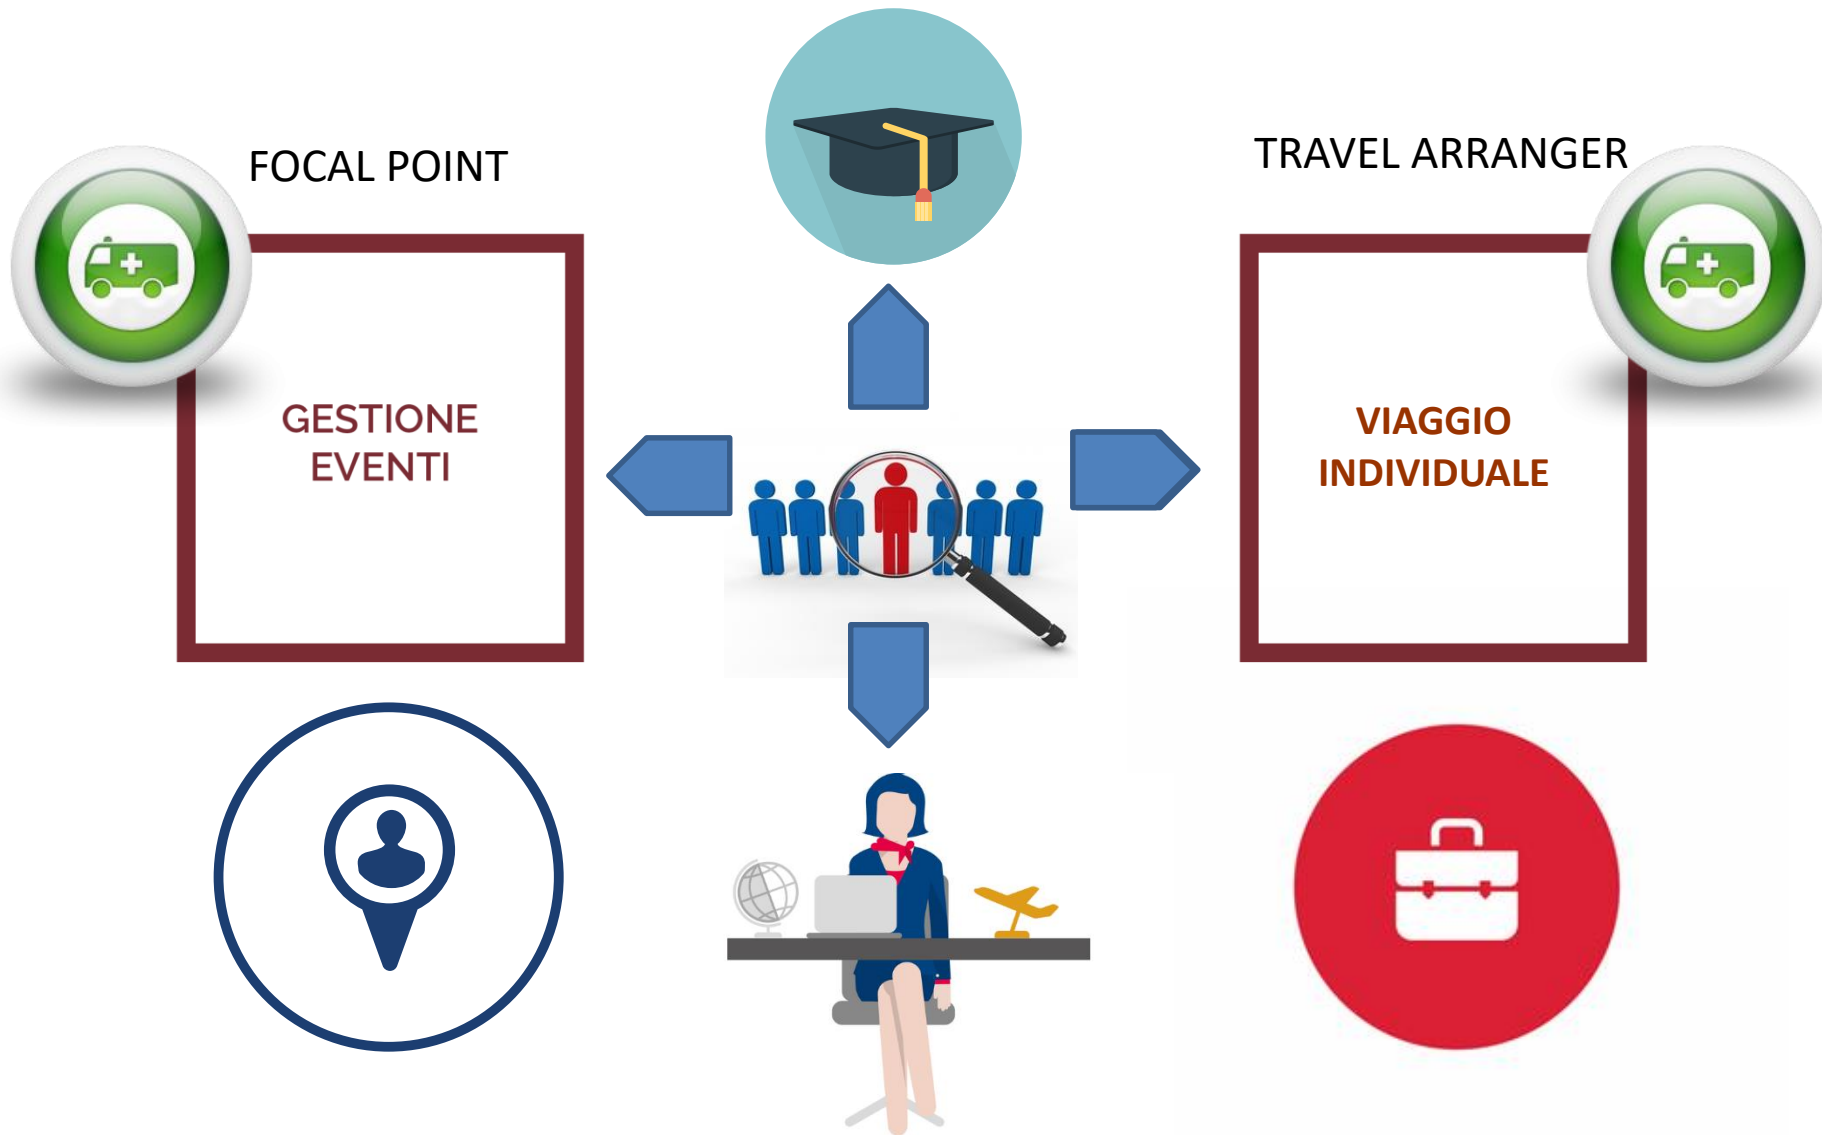 FOCAL POINT
TRAVEL ARRANGER
GESTIONE
EVENTI
VIAGGIO
INDIVIDUALE